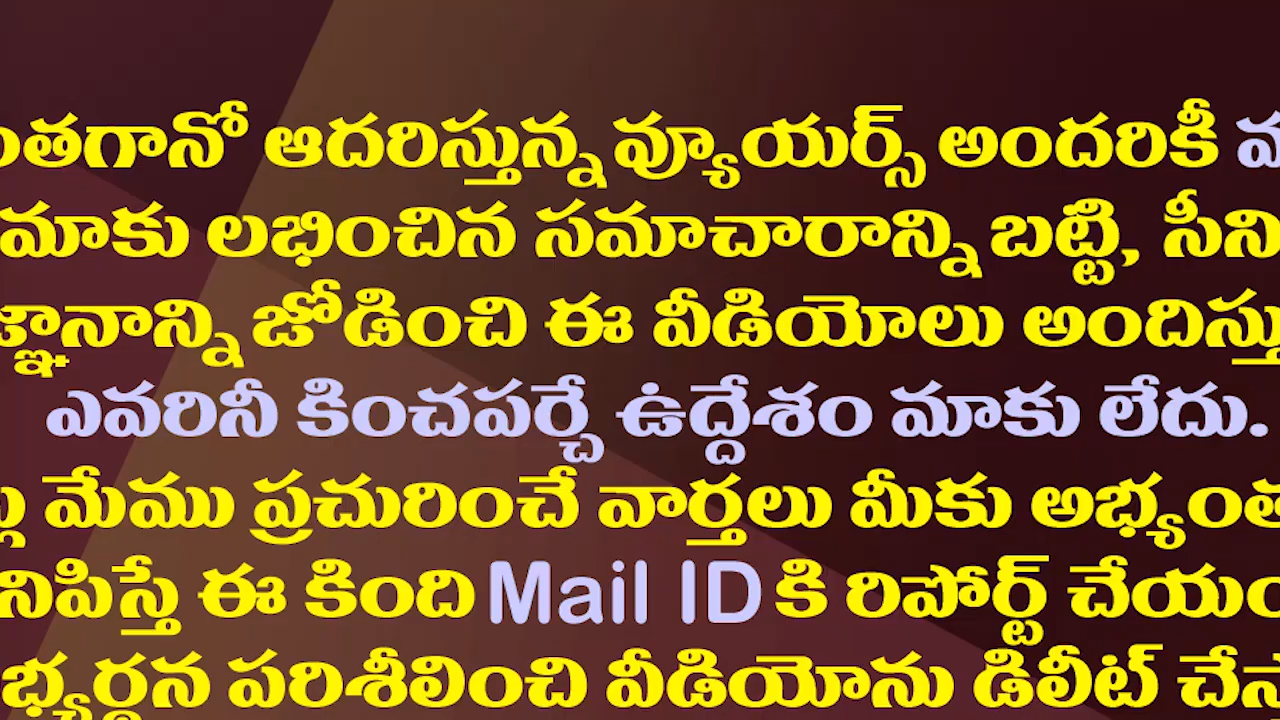 ఆదరిస్తున్న వ్యూయర్స్ అందరికీ
మాకు లభించిన సమాచారాన్ని బట్టి,
జోడించి ఈ వీడియోలు
ఎవరినీ కించపర్చే ఉద్దేశం మాకు లేదు.
మేము ప్రచురించే వార్తలు మీకు
ఈ కింది Mail ID కి రిపోర్ట్
పరిశీలించి వీడియోను డిలీట్